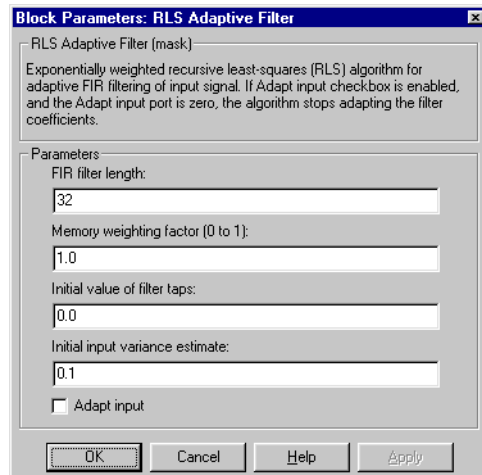 Block Parameters: RLS Adaptive Filter
RLS Adaptive Filter (mask)
Exponentially weighted recursive least-squares (RLS) algorithm for
adaptive FIR filtering of input signal. If Adapt input checkbox is enabled,
and the Adapt input port is zero, the algorithm stops adapting the filter
coefficients.
Parameters
FIR filter length:
32
Memory weighting factor (0 to 1):
1.0
Initial value of filter taps:
0.0
Initial input variance estimate:
0.1
Adapt input
OK Cancel Help Apply